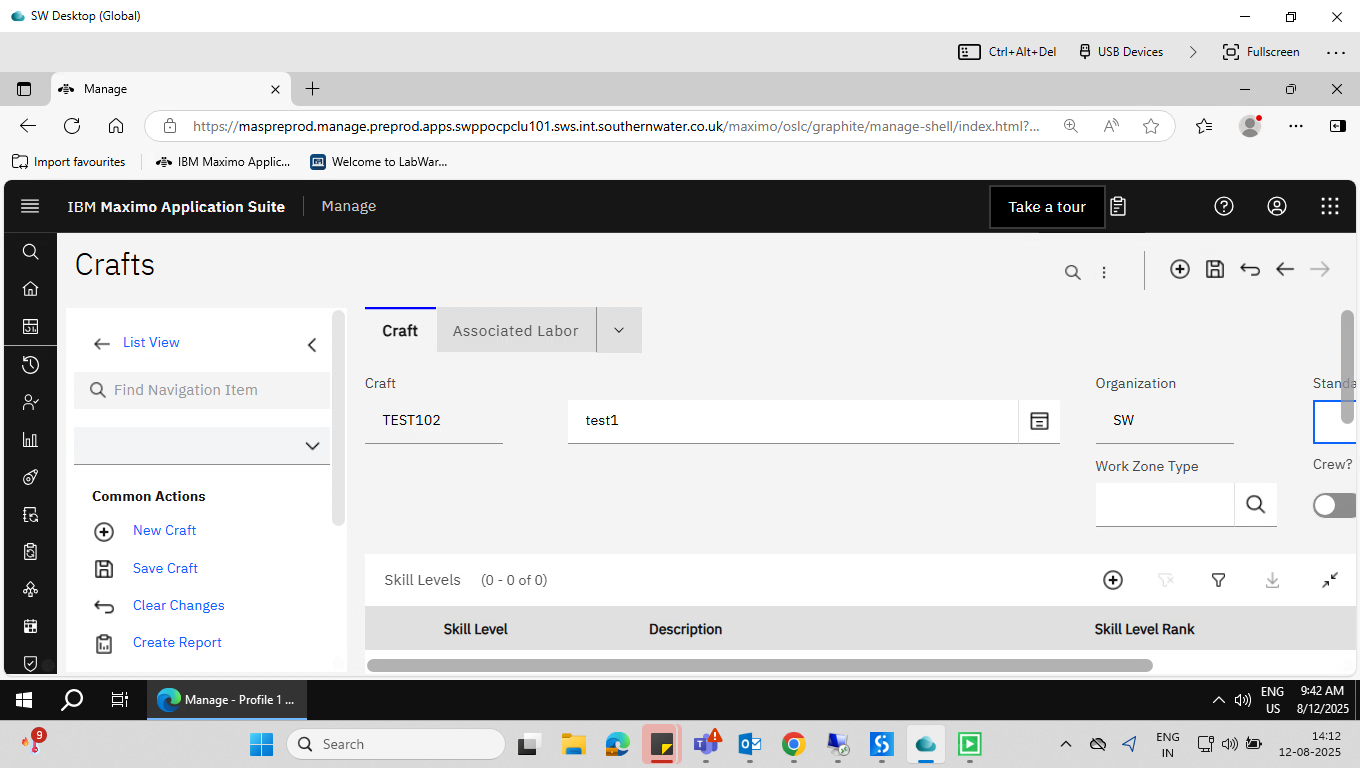 SW Desktop (Global)
Ctrl+Alt+Del USB Devices Fullscreen
Manage
https://maspreprod.manage.preprod.apps.swppocpclu101.sws.int.southernwater.co.uk/maximo/oslc/graphite/manage-shell/index.html?...
Import favourites IBM Maximo Applic... Welcome to LabWar...
IBM Maximo Application Suite Manage Take a tour
Crafts
List View
Find Navigation Item
Common Actions
New Craft
Save Craft
Clear Changes
Create Report
Craft Associated Labor
Craft Organization Standa
TEST102 test1 SW
Work Zone Type Crew?
Skill Levels (0 - 0 of 0)
Skill Level Description Skill Level Rank
Manage - Profile 1 ...
ENG
US
9:42 AM
8/12/2025
9
Search
ENG
IN
14:12
12-08-2025